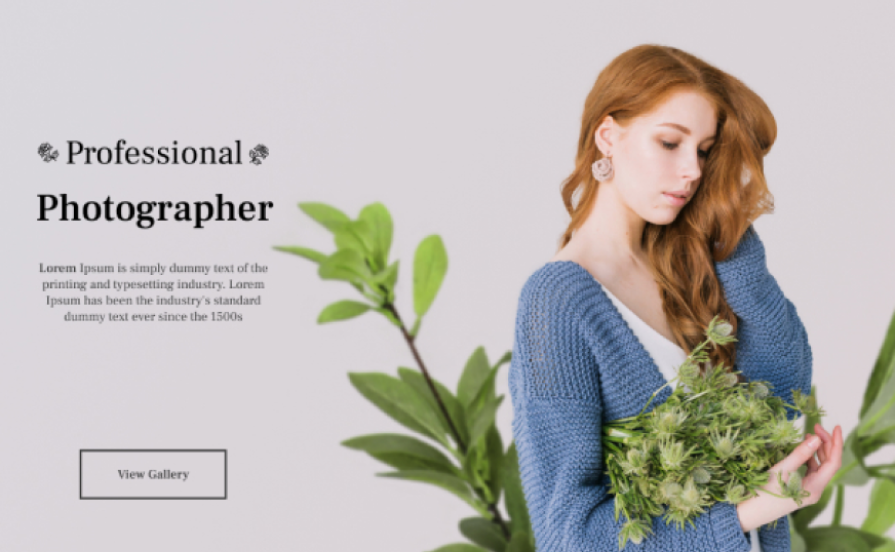 Professional
Photographer
Lorem Ipsum is simply dummy text of the
printing and typesetting industry. Lorem
Ipsum has been the industry's standard
dummy text ever since the 1500s
View Gallery